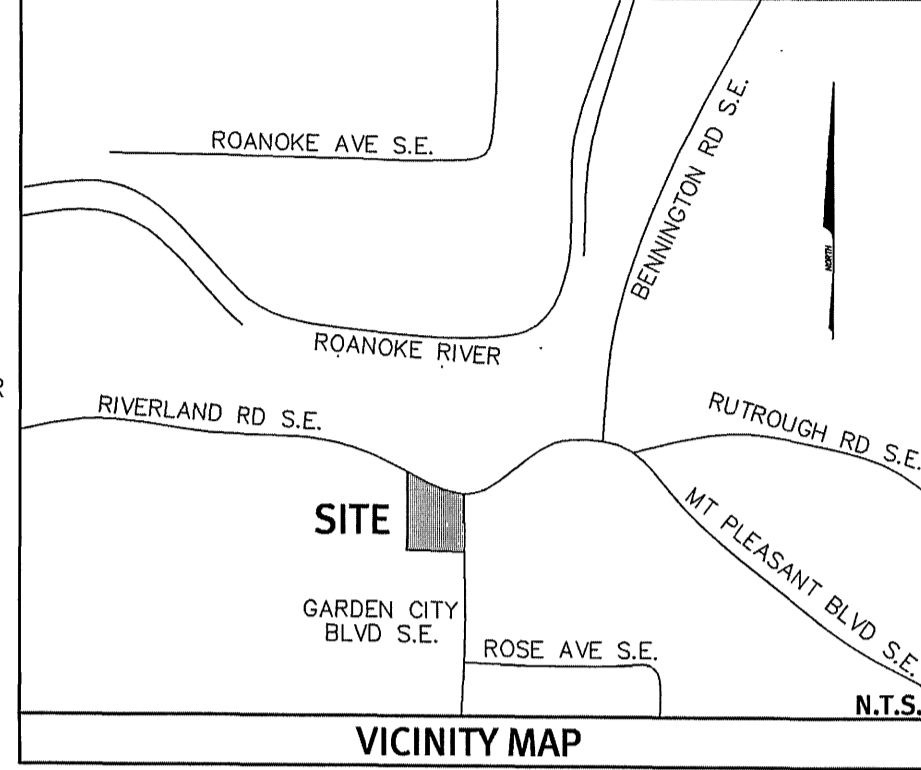 ROANOKE AVE S.E.
BENNINGTON RD S.E.
NORTH
ROANOKE RIVER
R
RIVERLAND RD S.E.
RUTROUGH RD S.E.
SITE
MT PLEASANT BLVD S.E.
GARDEN CITY
BLVD S.E.
ROSE AVE S.E.
N.T.S.
VICINITY MAP